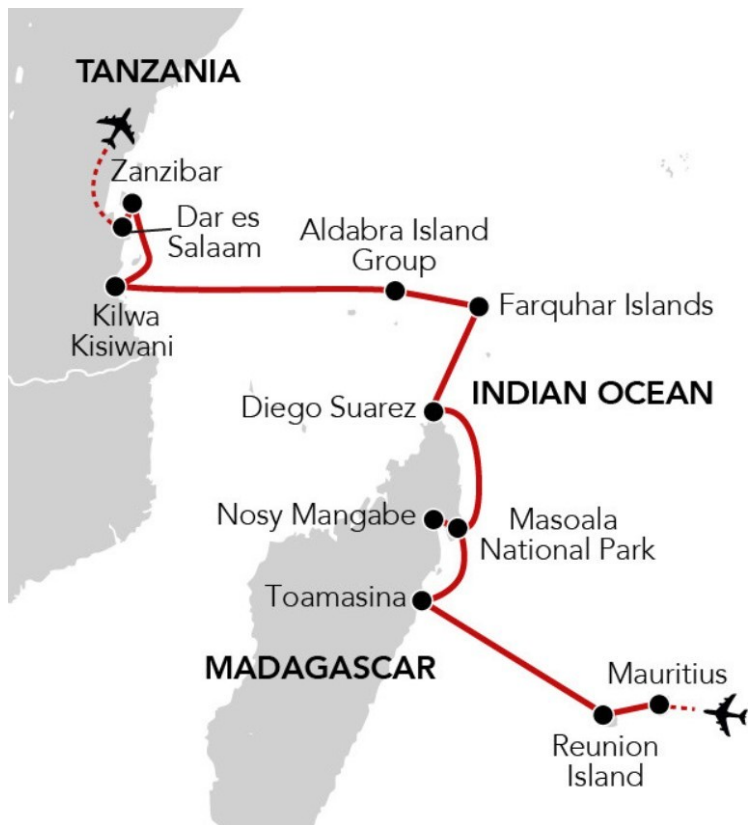 TANZANIA
Zanzibar
Dar es
Salaam
Aldabra Island
Group
Farquhar Islands
Kilwa
Kisiwani
Diego Suarez
INDIAN OCEAN
Nosy Mangabe
Masoala
National Park
Toamasina
MADAGASCAR
Mauritius
Reunion
Island